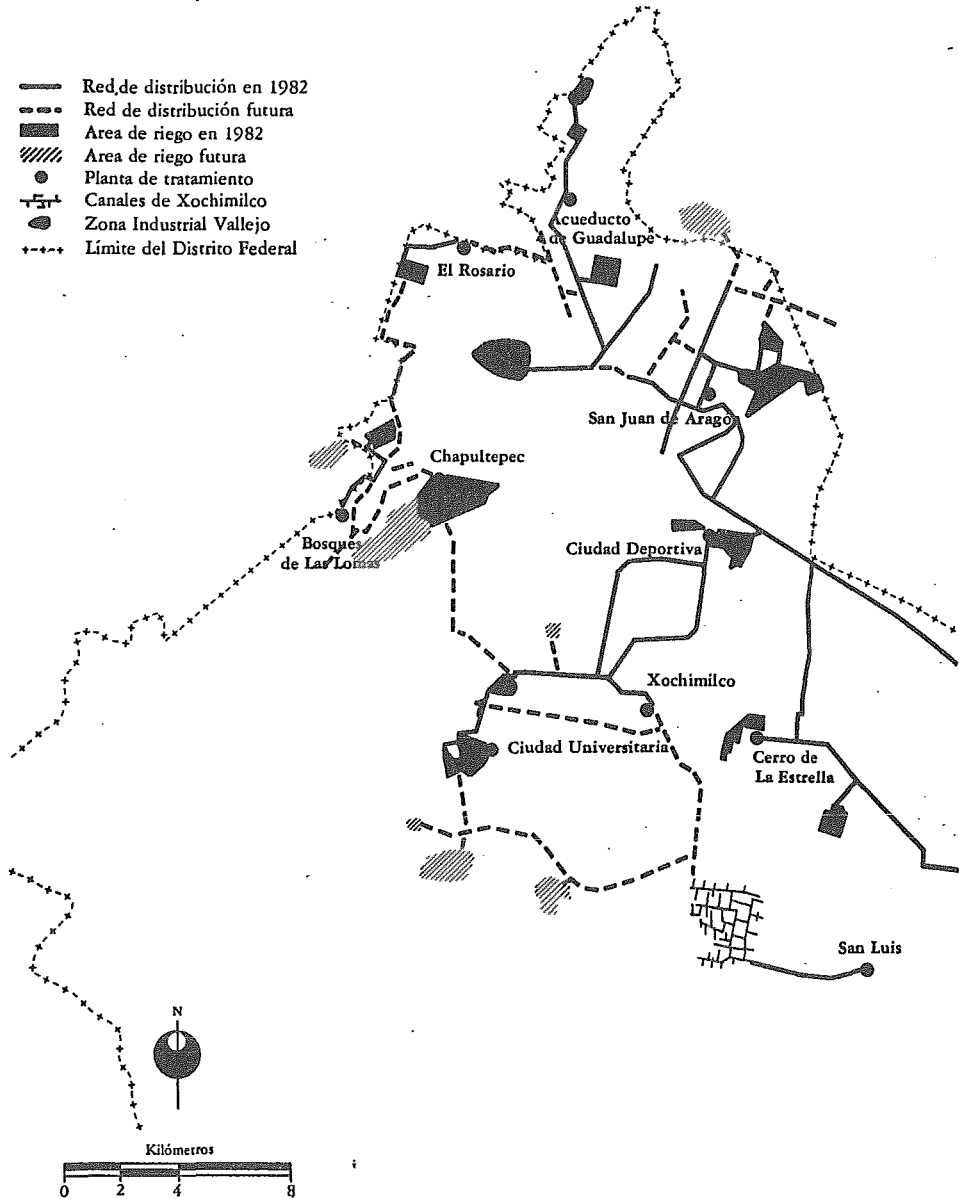 Red de distribución en 1982
Red de distribución futura
Area de riego en 1982
Area de riego futura
Planta de tratamiento
Canales de Xochimilco
Zona Industrial Vallejo
Límite del Distrito Federal
Acueducto
de Guadalupe
El Rosario
San Juan de Aragón
Chapultepec
Bosques
de Las Lomas
Ciudad Deportiva
Xochimilco
Ciudad Universitaria
Cerro de
La Estrella
San Luis
N
Kilómetros
0 2 4 8